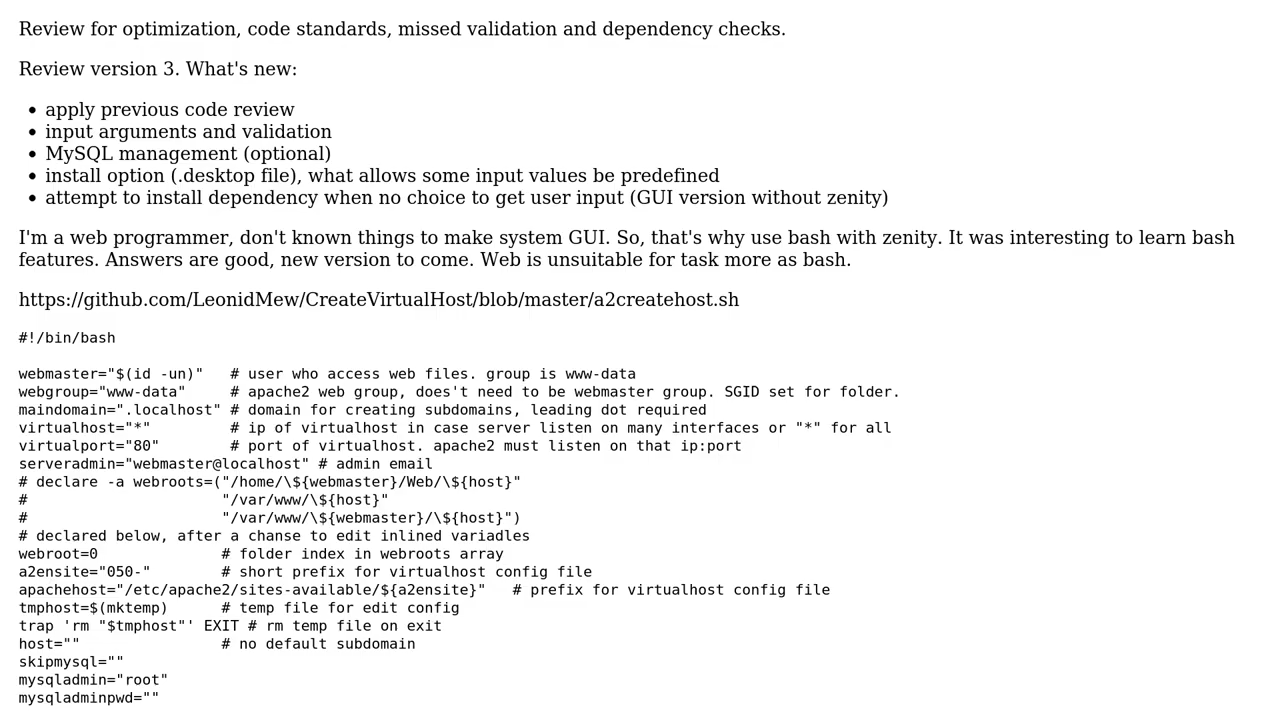 Review for optimization, code standards, missed validation and dependency checks.
Review version 3. What's new:
• apply previous code review
• input arguments and validation
• MySQL management (optional)
• install option (.desktop file), what allows some input values be predefined
• attempt to install dependency when no choice to get user input (GUI version without zenity)
I'm a web programmer, don't known things to make system GUI. So, that's why use bash with zenity. It was interesting to learn bash
features. Answers are good, new version to come. Web is unsuitable for task more as bash.
https://github.com/LeonidMew/CreateVirtualHost/blob/master/a2createhost.sh
#!/bin/bash
webmaster="$(id -un)"   # user who access web files. group is www-data
webgroup="www-data"     # apache2 web group, does't need to be webmaster group. SGID set for folder.
maindomain=".localhost" # domain for creating subdomains, leading dot required
virtualhost="*"         # ip of virtualhost in case server listen on many interfaces or "*" for all
virtualport="80"        # port of virtualhost. apache2 must listen on that ip:port
serveradmin="webmaster@localhost" # admin email
# declare -a webroots=("/home/\${webmaster}/Web/\${host}"
#                      "/var/www/\${host}"
#                      "/var/www/\${webmaster}/\${host}")
# declared below, after a chanse to edit inlined variadles
webroot=0              # folder index in webroots array
a2ensite="050-"        # short prefix for virtualhost config file
apachehost="/etc/apache2/sites-available/${a2ensite}"   # prefix for virtualhost config file
tmphost=$(mktemp)      # temp file for edit config
trap 'rm "$tmphost"' EXIT # rm temp file on exit
host=""                # no default subdomain
skipmysql=""
mysqladmin="root"
mysqladminpwd=""